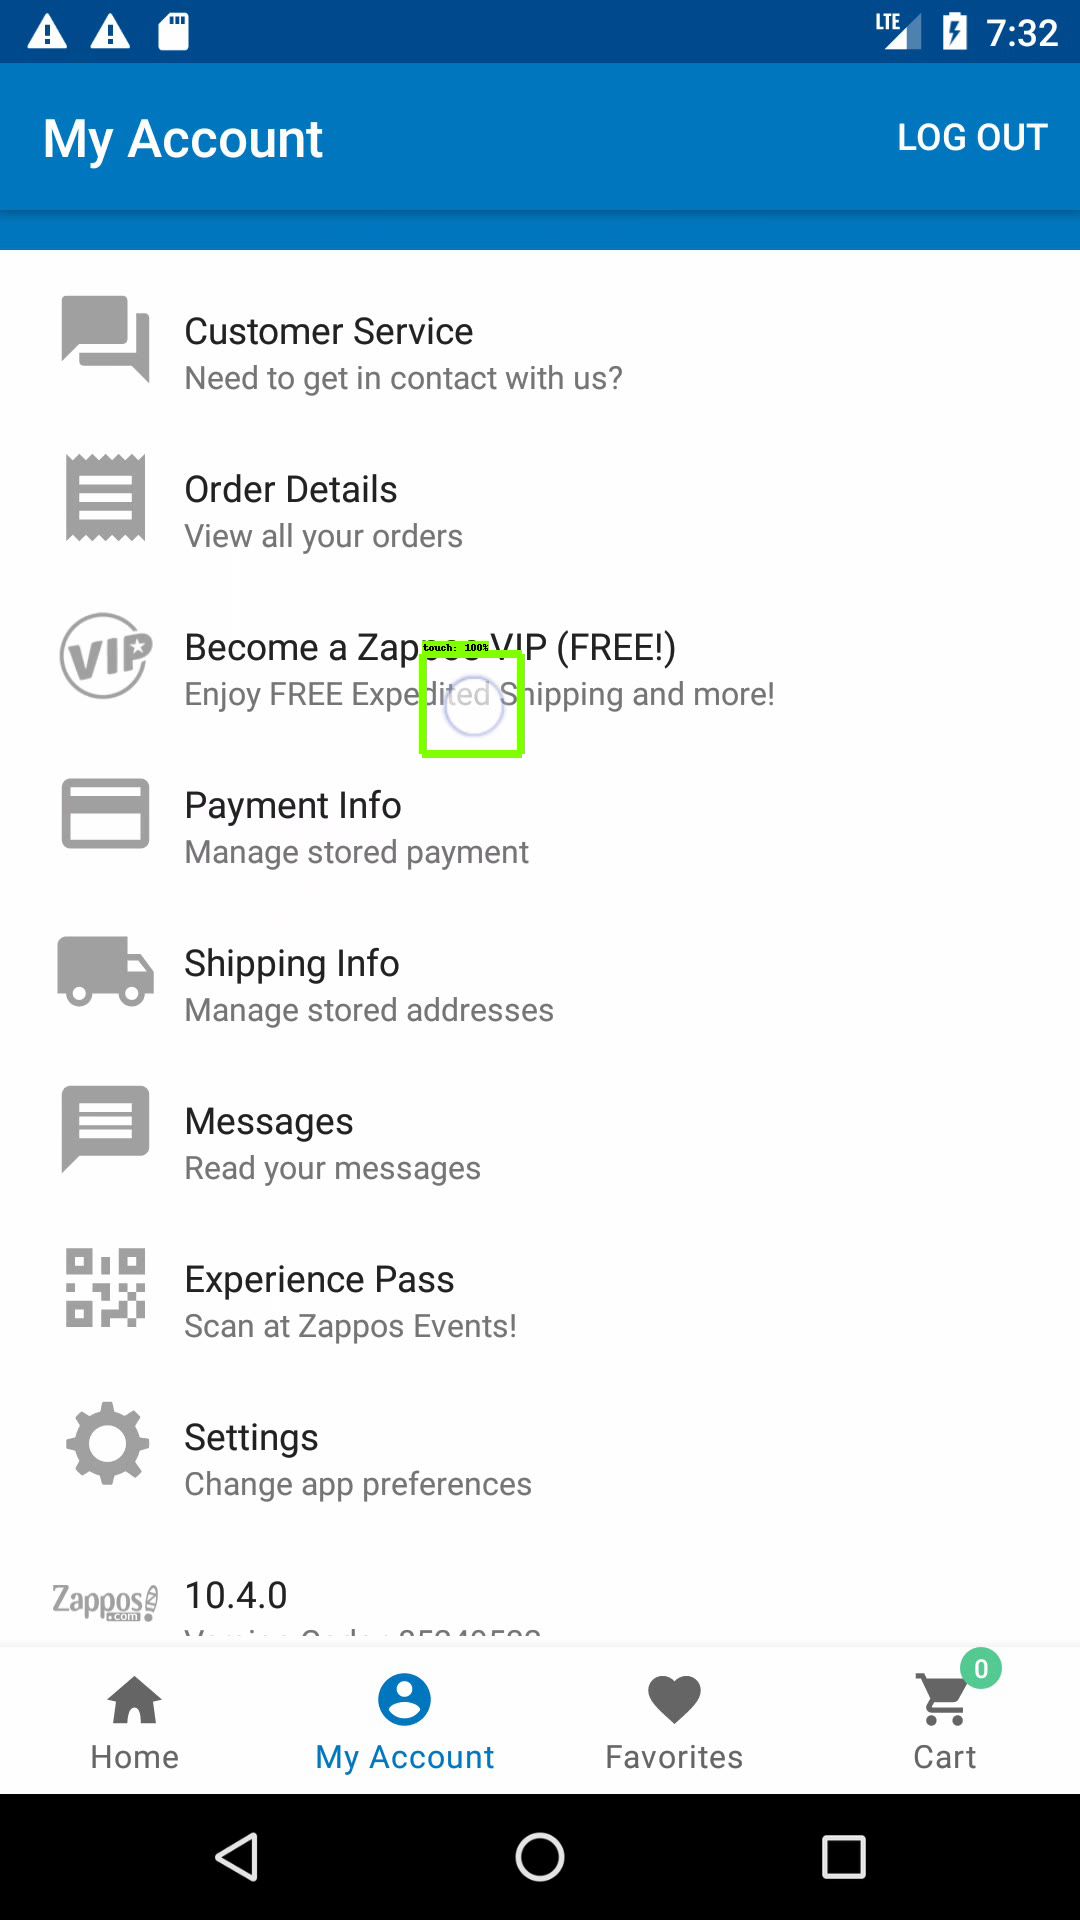 LTE 7:32
My Account LOG OUT
Customer Service
Need to get in contact with us?
Order Details
View all your orders
VIP
Become a Zappos VIP (FREE!)
touch: 100%
Enjoy FREE Expedited Shipping and more!
Payment Info
Manage stored payment
Shipping Info
Manage stored addresses
Messages
Read your messages
Experience Pass
Scan at Zappos Events!
Settings
Change app preferences
Zappos .com
10.4.0
0
Home My Account Favorites Cart